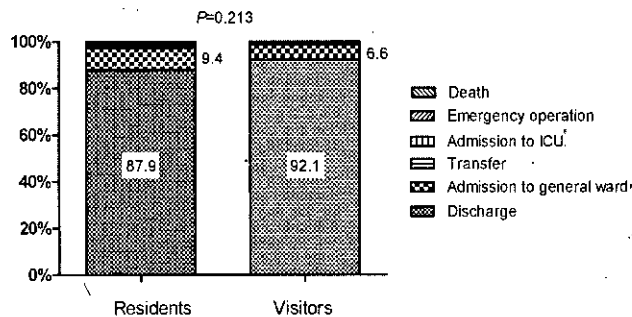 P=0.213
100%
80%
60%
40%
20%
0%
9.4
87.9
6.6
92.1
Residents
Visitors
Death
Emergency operation
Admission to ICU
Transfer
Admission to general ward
Discharge